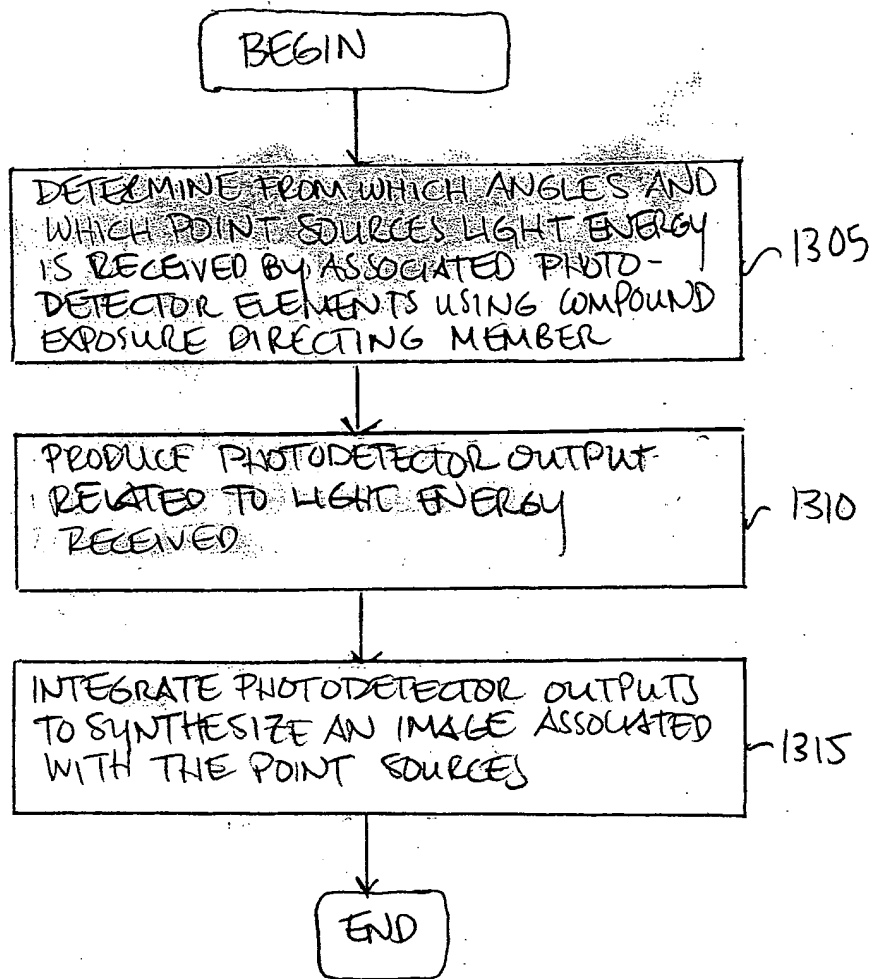 BEGIN
DETERMINE FROM WHICH ANGLES AND
WHICH POINT SOURCES LIGHT ENERGY
IS RECEIVED BY ASSOCIATED PHOTO-
DETECTOR ELEMENTS USING COMPOUND
EXPOSURE DIRECTING MEMBER
1305
PRODUCE PHOTODETECTOR OUTPUT
RELATED TO LIGHT ENERGY
RECEIVED
1310
INTEGRATE PHOTODETECTOR OUTPUTS
TO SYNTHESIZE AN IMAGE ASSOCIATED
WITH THE POINT SOURCES
1315
END